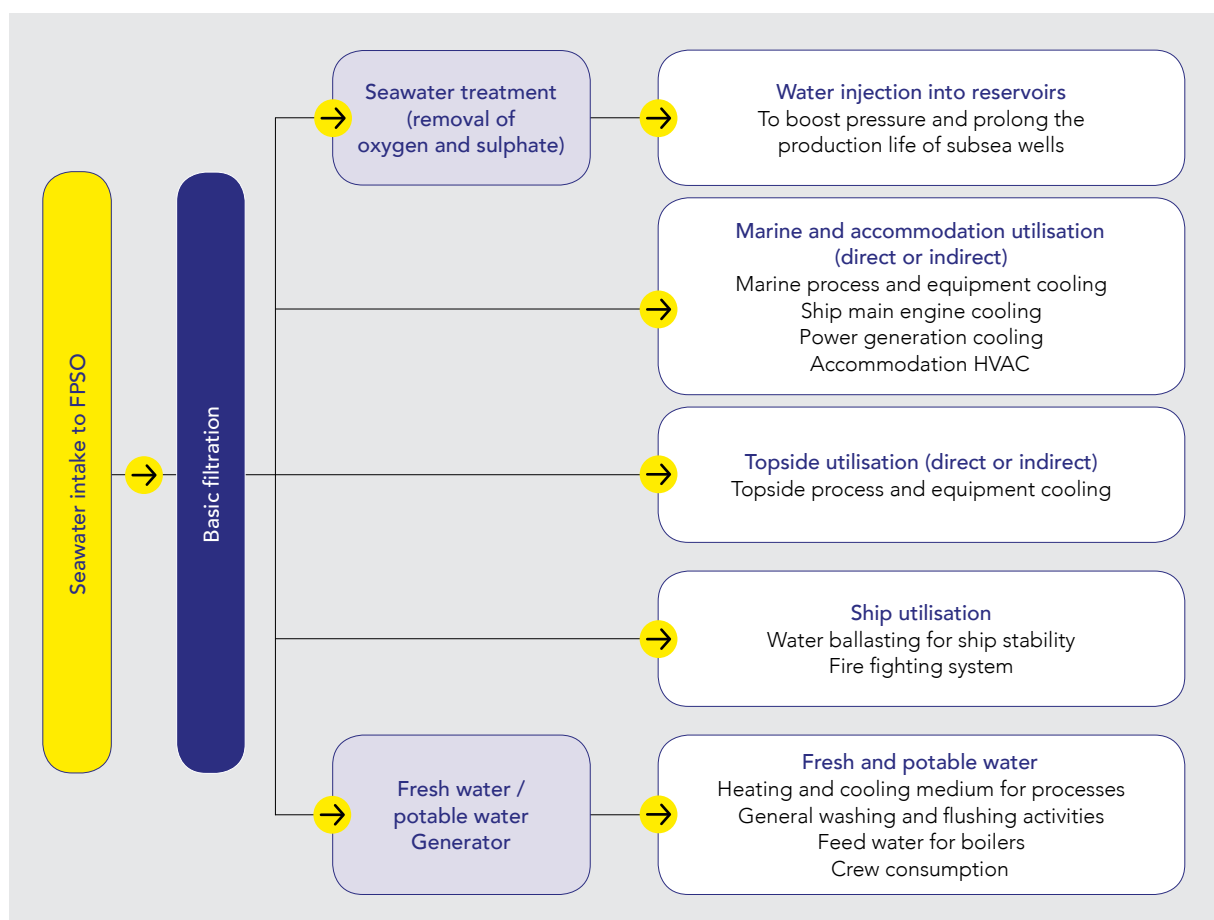 Seawater intake to FPSO
Basic filtration
Seawater treatment
(removal of
oxygen and sulphate)
Water injection into reservoirs
To boost pressure and prolong the
production life of subsea wells
Marine and accommodation utilisation
(direct or indirect)
Marine process and equipment cooling
Ship main engine cooling
Power generation cooling
Accommodation HVAC
Topside utilisation (direct or indirect)
Topside process and equipment cooling
Ship utilisation
Water ballasting for ship stability
Fire fighting system
Fresh water /
potable water
Generator
Fresh and potable water
Heating and cooling medium for processes
General washing and flushing activities
Feed water for boilers
Crew consumption